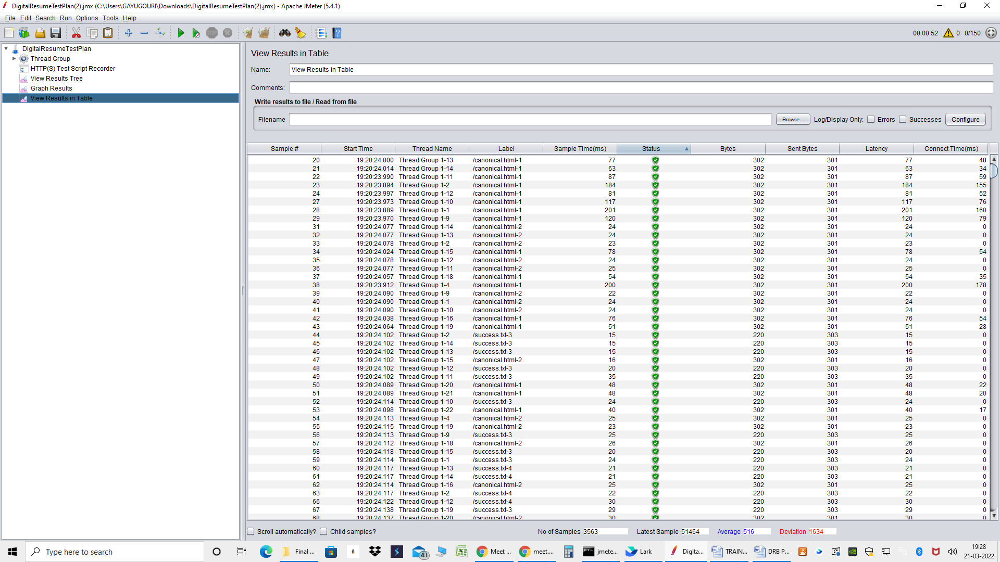 DigitalResumeTestPlan(2).jmx (C:\Users\GAYUGOURI\Downloads\DigitalResumeTestPlan(2).jmx) - Apache JMeter (5.4.1)
File Edit Search Run Options Tools Help
00:00:52 0 0/150
DigitalResumeTestPlan
Thread Group
HTTP(S) Test Script Recorder
View Results Tree
Graph Results
View Results in Table
View Results in Table
Name: View Results in Table
Comments:
Write results to file / Read from file
Filename Browse... Log/Display Only: Errors Successes Configure
Sample # Start Time Thread Name Label Sample Time(ms) Status Bytes Sent Bytes Latency Connect Time(ms)
20 19:20:24.000 Thread Group 1-13 /canonical.html-1 77 302 301 77 48
21 19:20:24.014 Thread Group 1-14 /canonical.html-1 63 302 301 63 34
22 19:20:23.990 Thread Group 1-11 /canonical.html-1 87 302 301 87 59
23 19:20:23.894 Thread Group 1-2 /canonical.html-1 184 302 301 184 155
24 19:20:23.997 Thread Group 1-12 /canonical.html-1 81 302 301 81 52
27 19:20:23.973 Thread Group 1-10 /canonical.html-1 117 302 301 117 76
28 19:20:23.889 Thread Group 1-1 /canonical.html-1 201 302 301 201 160
29 19:20:23.970 Thread Group 1-9 /canonical.html-1 120 302 301 120 79
31 19:20:24.077 Thread Group 1-14 /canonical.html-2 24 302 301 24 0
32 19:20:24.077 Thread Group 1-13 /canonical.html-2 24 302 301 24 0
33 19:20:24.078 Thread Group 1-2 /canonical.html-2 23 302 301 23 0
34 19:20:24.024 Thread Group 1-15 /canonical.html-1 78 302 301 78 54
35 19:20:24.078 Thread Group 1-12 /canonical.html-2 24 302 301 24 0
36 19:20:24.077 Thread Group 1-11 /canonical.html-2 25 302 301 25 0
37 19:20:24.057 Thread Group 1-18 /canonical.html-1 54 302 301 54 35
38 19:20:23.912 Thread Group 1-4 /canonical.html-1 200 302 301 200 178
39 19:20:24.090 Thread Group 1-9 /canonical.html-2 22 302 301 22 0
40 19:20:24.090 Thread Group 1-1 /canonical.html-2 24 302 301 24 0
41 19:20:24.090 Thread Group 1-10 /canonical.html-2 24 302 301 24 0
42 19:20:24.038 Thread Group 1-16 /canonical.html-1 76 302 301 76 54
43 19:20:24.064 Thread Group 1-19 /canonical.html-1 51 302 301 51 28
44 19:20:24.102 Thread Group 1-2 /success.txt-3 15 220 303 15 0
45 19:20:24.102 Thread Group 1-14 /success.txt-3 15 220 303 15 0
46 19:20:24.102 Thread Group 1-13 /success.txt-3 15 220 303 15 0
47 19:20:24.102 Thread Group 1-15 /canonical.html-2 16 302 301 16 0
48 19:20:24.102 Thread Group 1-12 /success.txt-3 20 220 303 20 0
49 19:20:24.102 Thread Group 1-11 /success.txt-3 35 220 303 35 0
50 19:20:24.089 Thread Group 1-20 /canonical.html-1 48 302 301 48 22
51 19:20:24.089 Thread Group 1-21 /canonical.html-1 48 302 301 48 20
52 19:20:24.114 Thread Group 1-10 /success.txt-3 24 220 303 24 0
53 19:20:24.098 Thread Group 1-22 /canonical.html-1 40 302 301 40 17
54 19:20:24.113 Thread Group 1-4 /canonical.html-2 25 302 301 25 0
55 19:20:24.115 Thread Group 1-19 /canonical.html-2 23 302 301 23 0
56 19:20:24.113 Thread Group 1-9 /success.txt-3 25 220 303 25 0
57 19:20:24.112 Thread Group 1-18 /canonical.html-2 26 302 301 26 0
58 19:20:24.118 Thread Group 1-15 /success.txt-3 20 220 303 20 0
59 19:20:24.114 Thread Group 1-1 /success.txt-3 24 220 303 24 0
60 19:20:24.117 Thread Group 1-13 /success.txt-4 21 220 303 21 0
61 19:20:24.117 Thread Group 1-14 /success.txt-4 21 220 303 21 0
62 19:20:24.114 Thread Group 1-16 /canonical.html-2 25 302 301 25 0
63 19:20:24.117 Thread Group 1-2 /success.txt-4 22 220 303 22 0
66 19:20:24.122 Thread Group 1-12 /success.txt-4 30 220 303 30 0
67 19:20:24.138 Thread Group 1-19 /success.txt-3 29 220 303 29 0
68 19:20:24.137 Thread Group 1-20 /canonical.html-2 30 302 301 30 0
Scroll automatically? Child samples? No of Samples 3563 Latest Sample 51464 Average 516 Deviation 1634
Type here to search Final ... a 43 Meet ... meet.... jmete... Lark Digita... TRAIN... DRB P... 19:28
21-03-2022